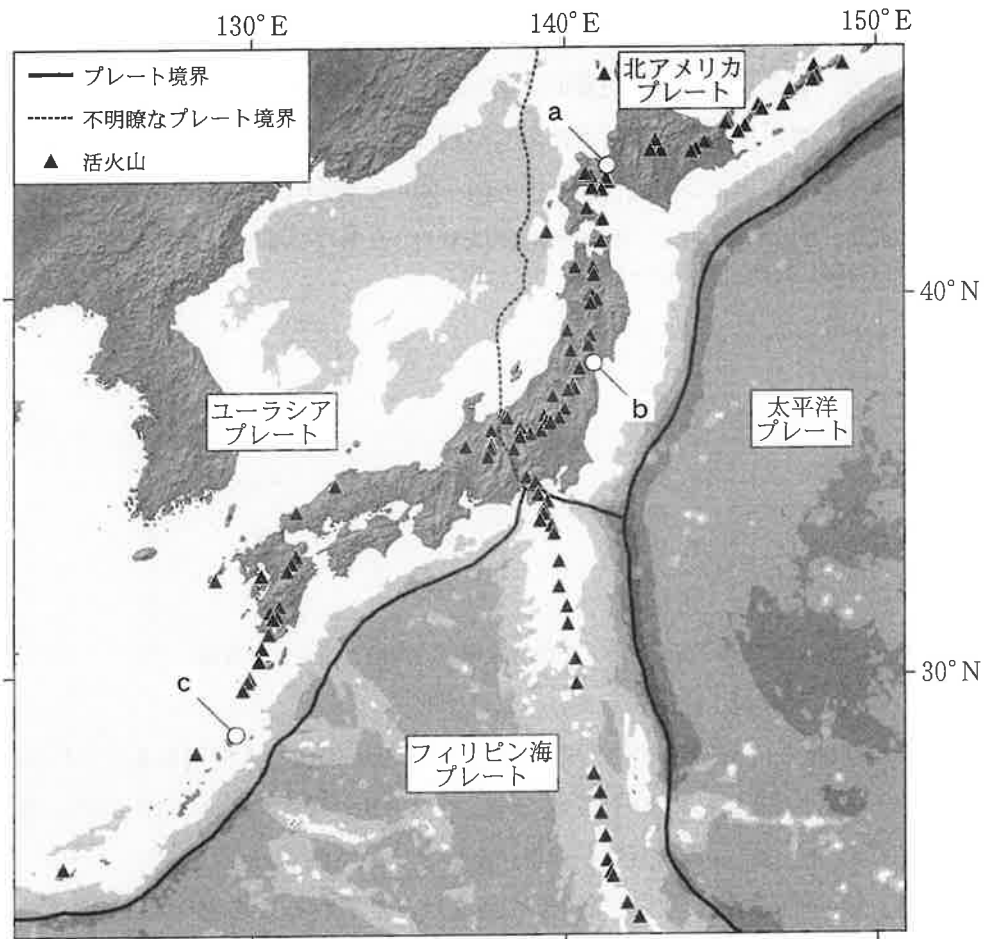 130°E
140°E
150°E
プレート境界
不明瞭なプレート境界
活火山
北アメリカ
プレート
a
40°N
b
ユーラシア
プレート
太平洋
プレート
30°N
c
フィリピン海
プレート